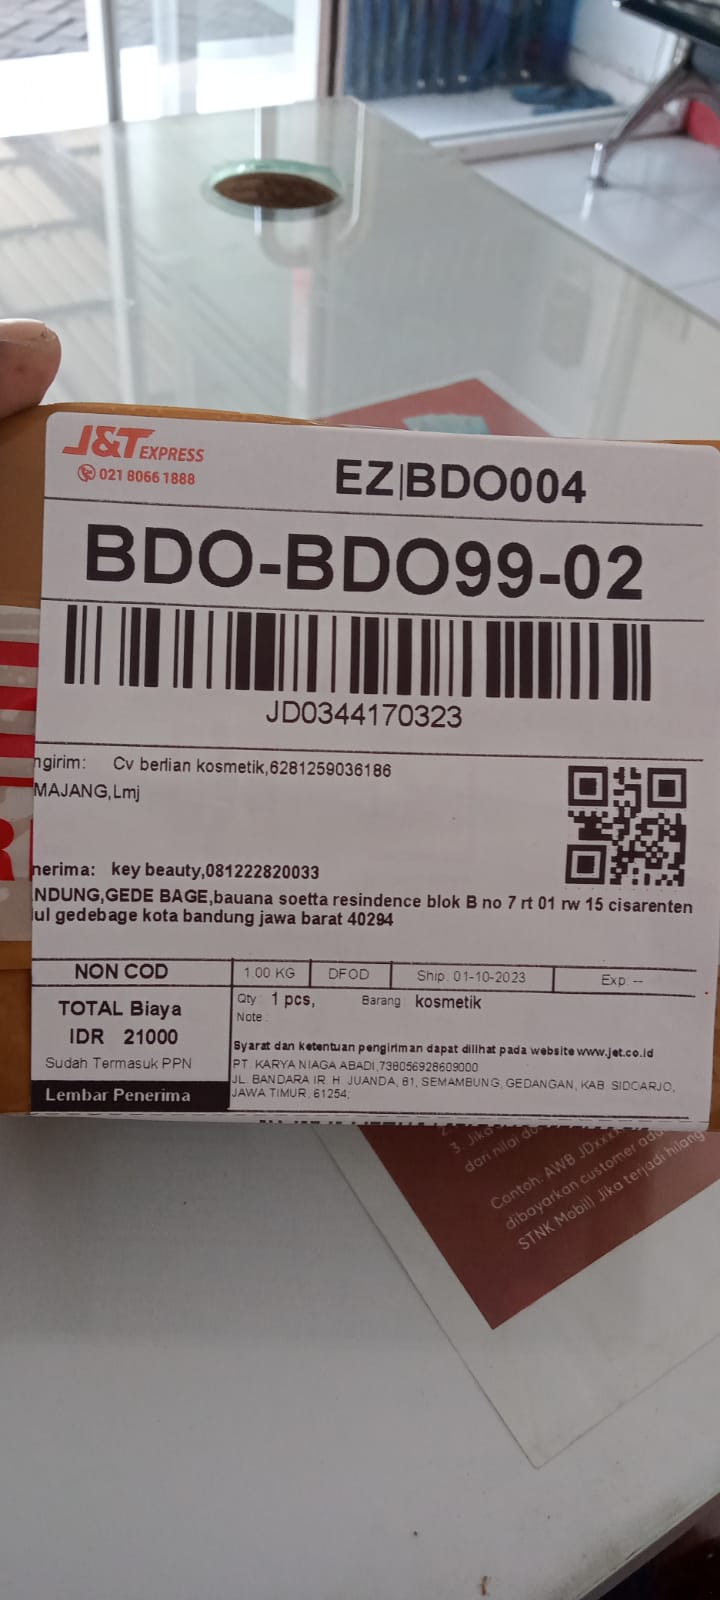 J&T EXPRESS
021 8066 1888
EZ|BDO004
BDO-BDO99-02
JD0344170323
ngirim: Cv berlian kosmetik,6281259036186
MAJANG,Lmj
nerima: key beauty,081222820033
NDUNG,GEDE BAGE,bauana soetta resindence blok B no 7 rt 01 rw 15 cisarenten
ul gedebage kota bandung jawa barat 40294
NON COD
1.00 KG
DFOD
Ship. 01-10-2023
Exp. --
TOTAL Biaya
IDR 21000
Sudah Termasuk PPN
Lembar Penerima
Qty : 1 pcs, Barang : kosmetik
Note :
Syarat dan ketentuan pengiriman dapat dilihat pada website www.jet.co.id
PT. KARYA NIAGA ABADI,738056928609000
JL. BANDARA IR. H. JUANDA, 81, SEMAMBUNG, GEDANGAN, KAB. SIDOARJO,
JAWA TIMUR, 61254;
3. Jika
dari nilai
Contoh: AWB JDxxx
dibayarkan customer
STNK Mobil) Jika terjadi hilang